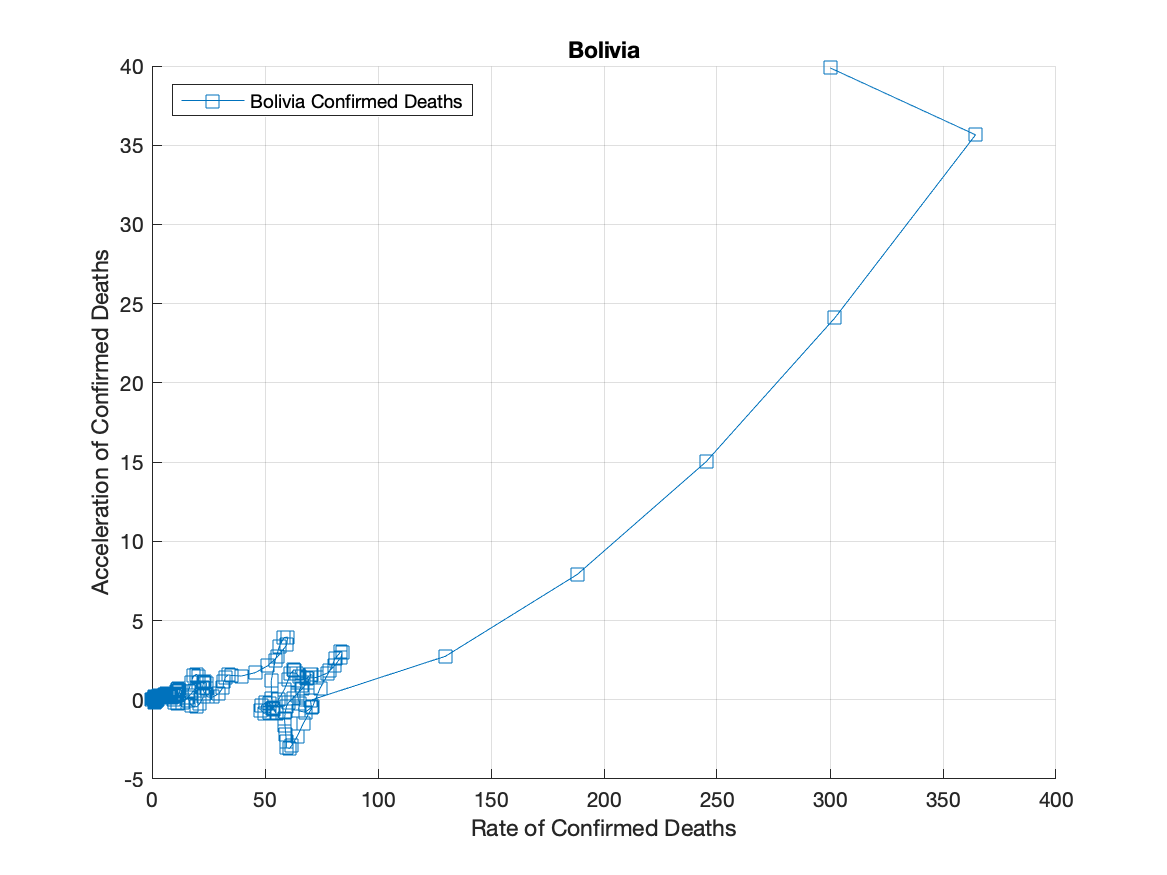 Bolivia
Bolivia Confirmed Deaths
40
35
30
25
20
15
10
5
0
-5
Acceleration of Confirmed Deaths
0 50 100 150 200 250 300 350 400
Rate of Confirmed Deaths